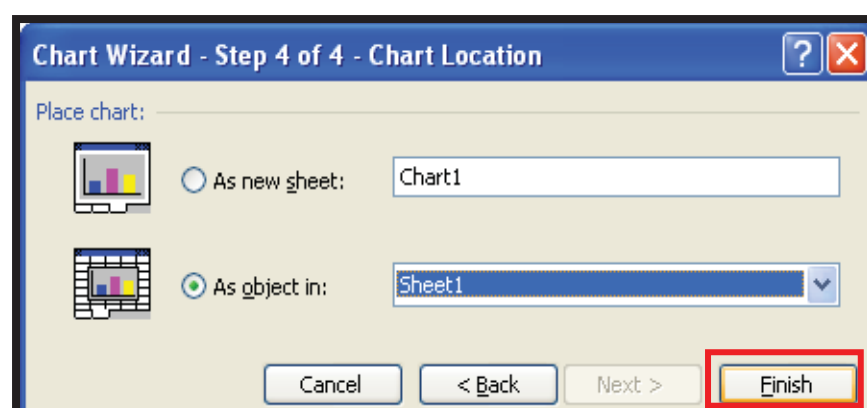 Chart Wizard - Step 4 of 4 - Chart Location
Place chart:
As new sheet: Chart1
As object in: Sheet1
Cancel < Back Next > Finish